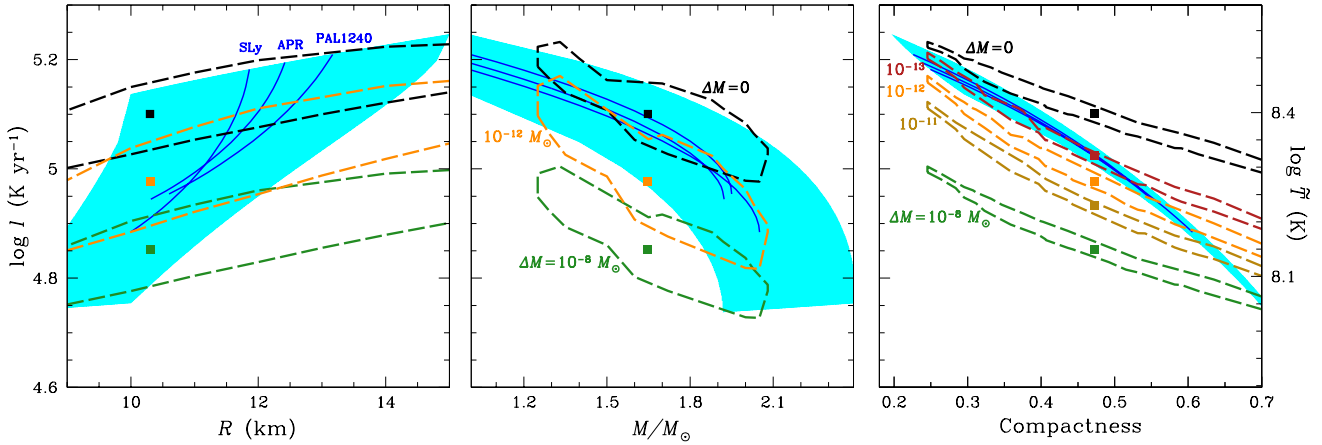 log l (K yr⁻¹)
5.2
5
4.8
4.6
SLy
APR
PAL1240
10
12
14
R (km)
ΔM=0
10⁻¹² M☉
ΔM=10⁻⁸ M☉
1.2
1.5
1.8
2.1
M/M☉
ΔM=0
10⁻¹³
10⁻¹²
10⁻¹¹
ΔM=10⁻⁸ M☉
0.2
0.3
0.4
0.5
0.6
0.7
Compactness
8.4
8.1
log T̃ (K)